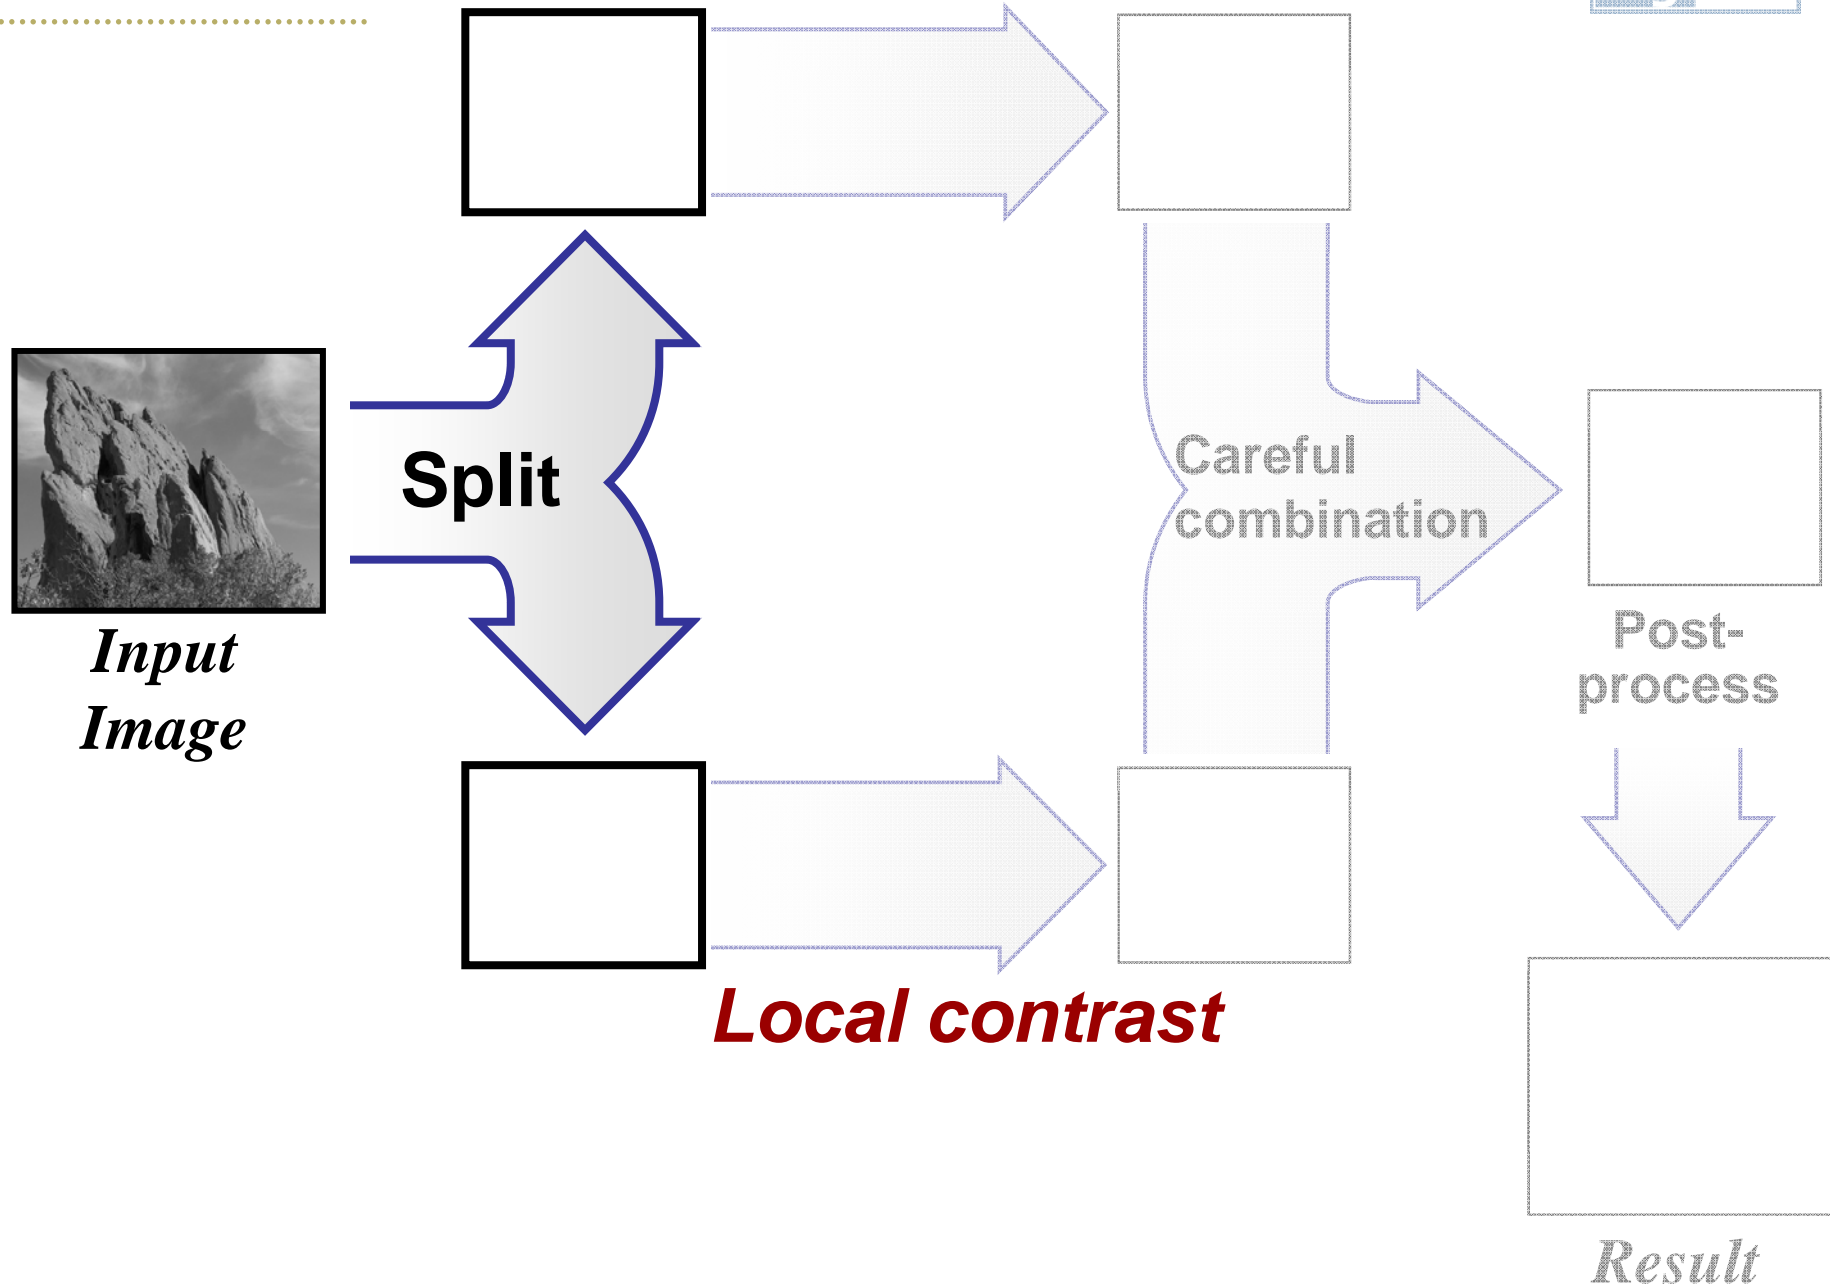 Split
Input
Image
Careful
combination
Post-
process
Local contrast
Result